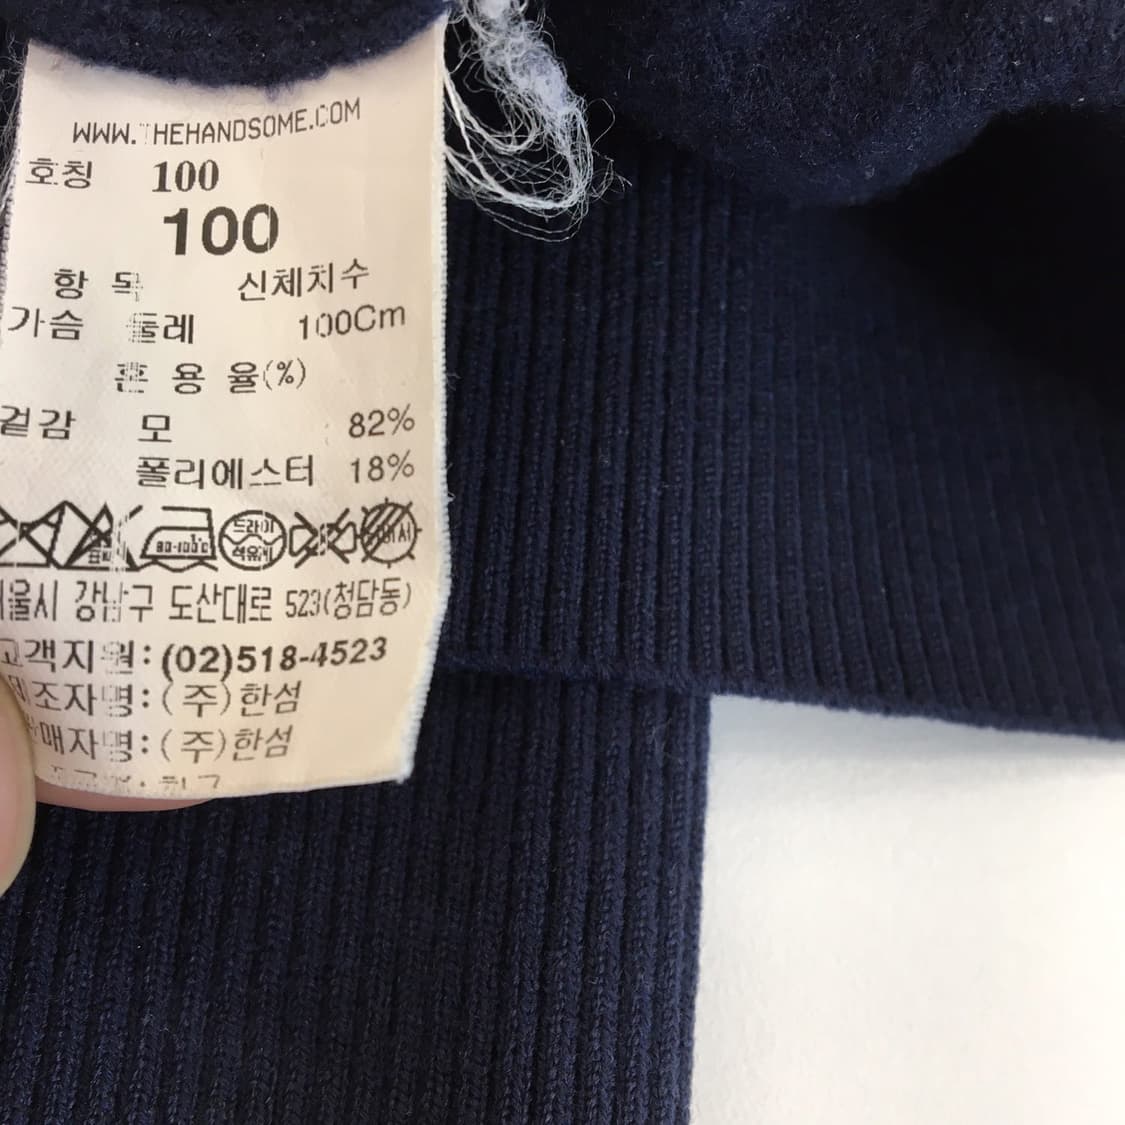 WWW.THEHANDSOME.COM
호칭 100
100
항 목 신체치수
가슴 둘레 100Cm
혼 용 율(%)
겉감 모 82%
폴리에스터 18%
80-100℃ 드라이
석유계
서울시 강남구 도산대로 523(청담동)
고객지원:(02)518-4523
제조자명:(주)한섬
판매자명:(주)한섬